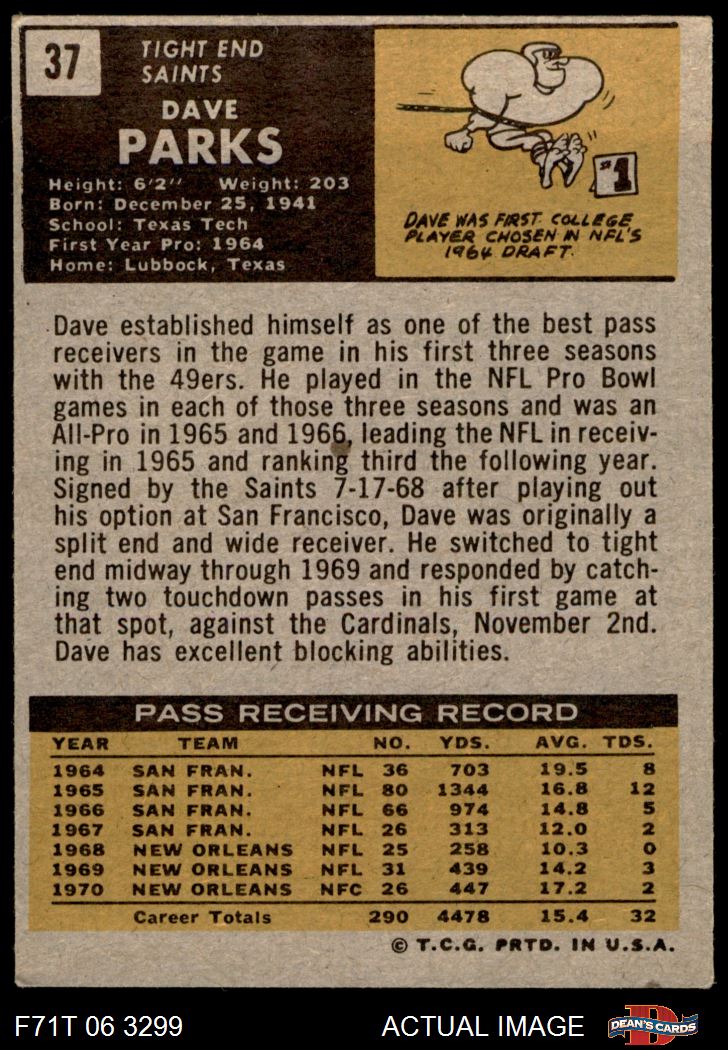 37
TIGHT END
SAINTS
DAVE
PARKS
Height: 6'2" Weight: 203
Born: December 25, 1941
School: Texas Tech
First Year Pro: 1964
Home: Lubbock, Texas
#1
DAVE WAS FIRST COLLEGE
PLAYER CHOSEN IN NFL'S
1964 DRAFT.
Dave established himself as one of the best pass
receivers in the game in his first three seasons
with the 49ers. He played in the NFL Pro Bowl
games in each of those three seasons and was an
All-Pro in 1965 and 1966, leading the NFL in receiv-
ing in 1965 and ranking third the following year.
Signed by the Saints 7-17-68 after playing out
his option at San Francisco, Dave was originally a
split end and wide receiver. He switched to tight
end midway through 1969 and responded by catch-
ing two touchdown passes in his first game at
that spot, against the Cardinals, November 2nd.
Dave has excellent blocking abilities.
PASS RECEIVING RECORD
YEAR TEAM NO. YDS. AVG. TDS.
1964 SAN FRAN. NFL 36 703 19.5 8
1965 SAN FRAN. NFL 80 1344 16.8 12
1966 SAN FRAN. NFL 66 974 14.8 5
1967 SAN FRAN. NFL 26 313 12.0 2
1968 NEW ORLEANS NFL 25 258 10.3 0
1969 NEW ORLEANS NFL 31 439 14.2 3
1970 NEW ORLEANS NFC 26 447 17.2 2
Career Totals 290 4478 15.4 32
© T.C.G. PRTD. IN U.S.A.
F71T 06 3299 ACTUAL IMAGE
D
DEAN'S CARDS